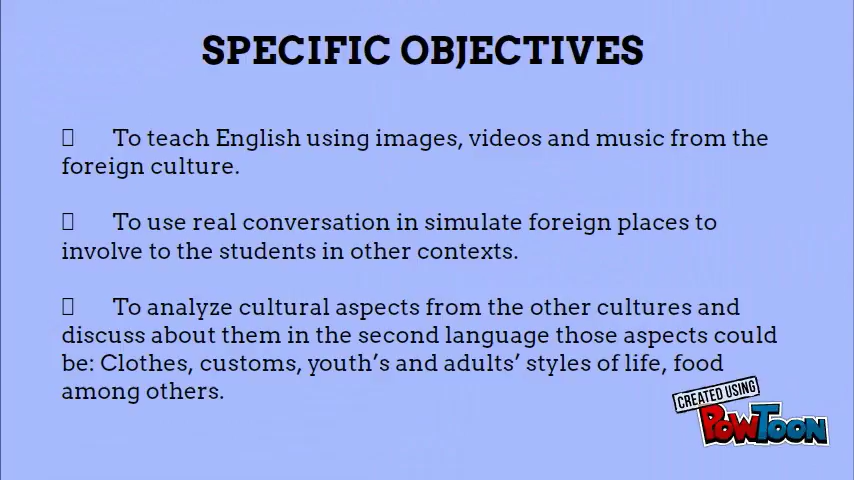 SPECIFIC OBJECTIVES
To teach English using images, videos and music from the
foreign culture.
To use real conversation in simulate foreign places to
involve to the students in other contexts.
To analyze cultural aspects from the other cultures and
discuss about them in the second language those aspects could
be: Clothes, customs, youth’s and adults’ styles of life, food
among others.
CREATED USING
POWTOON